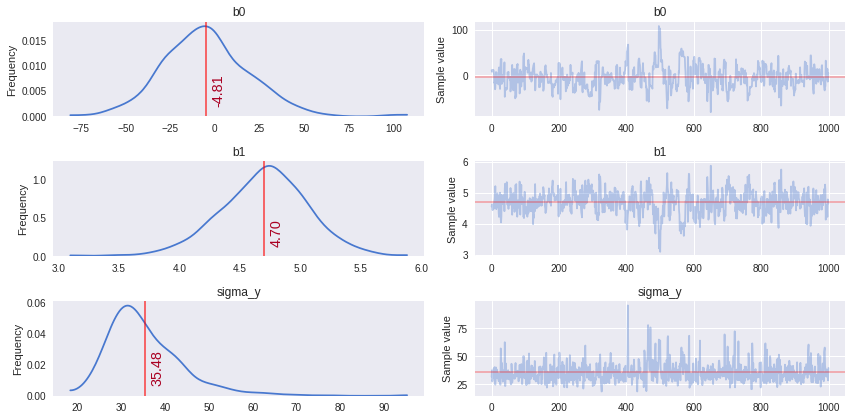 b0
Frequency
0.015
0.010
0.005
0.000
-4.81
−75 −50 −25 0 25 50 75 100
b0
Sample value
100
0
0 200 400 600 800 1000
b1
Frequency
1.0
0.5
0.0
4.70
3.0 3.5 4.0 4.5 5.0 5.5 6.0
b1
Sample value
6
5
4
3
0 200 400 600 800 1000
sigma_y
Frequency
0.06
0.04
0.02
0.00
35.48
20 30 40 50 60 70 80 90
sigma_y
Sample value
75
50
25
0 200 400 600 800 1000